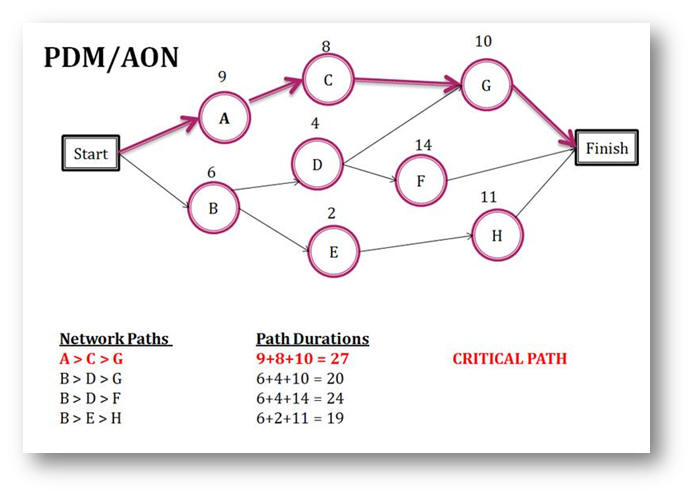 PDM/AON
8
10
9
C
G
A
4
14
Start
Finish
D
6
F
B
11
2
H
E
Network Paths
Path Durations
A > C > G
9+8+10 = 27
CRITICAL PATH
B > D > G
6+4+10 = 20
B > D > F
6+4+14 = 24
B > E > H
6+2+11 = 19